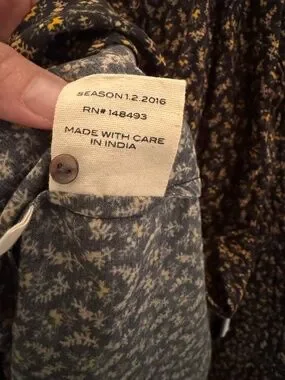 SEASON 1.2.2016
RN# 148493
MADE WITH CARE
IN INDIA